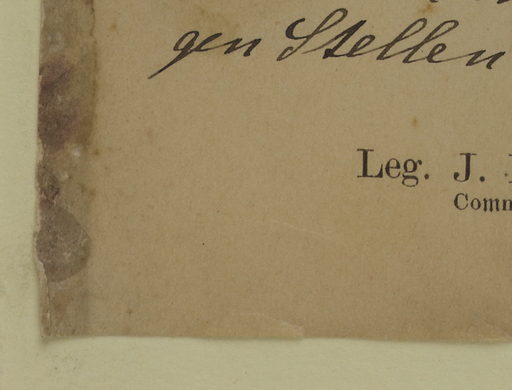 gen Stellen
Leg. J.
Comm